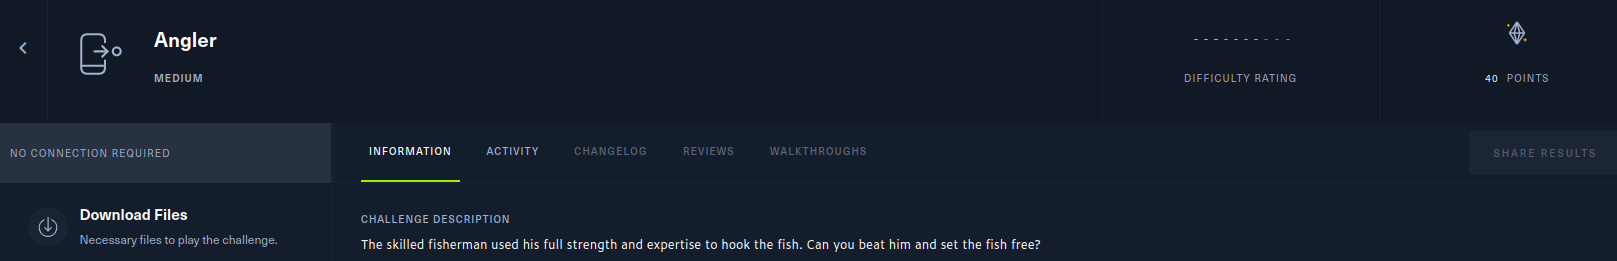 Angler
MEDIUM
- - - - - - - - - -
DIFFICULTY RATING
40 POINTS
NO CONNECTION REQUIRED
INFORMATION ACTIVITY CHANGELOG REVIEWS WALKTHROUGHS
SHARE RESULTS
Download Files
Necessary files to play the challenge.
CHALLENGE DESCRIPTION
The skilled fisherman used his full strength and expertise to hook the fish. Can you beat him and set the fish free?